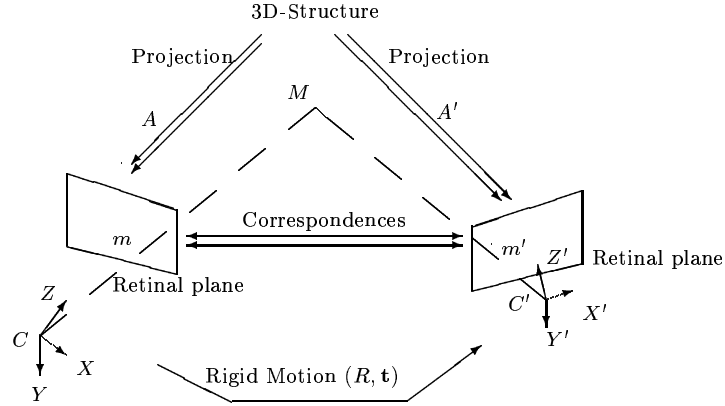 3D-Structure
Projection
Projection
M
A
A′
Correspondences
m
m′
Z′
Retinal plane
Retinal plane
Z
C′
X′
C
Y′
X
Rigid Motion (R, t)
Y